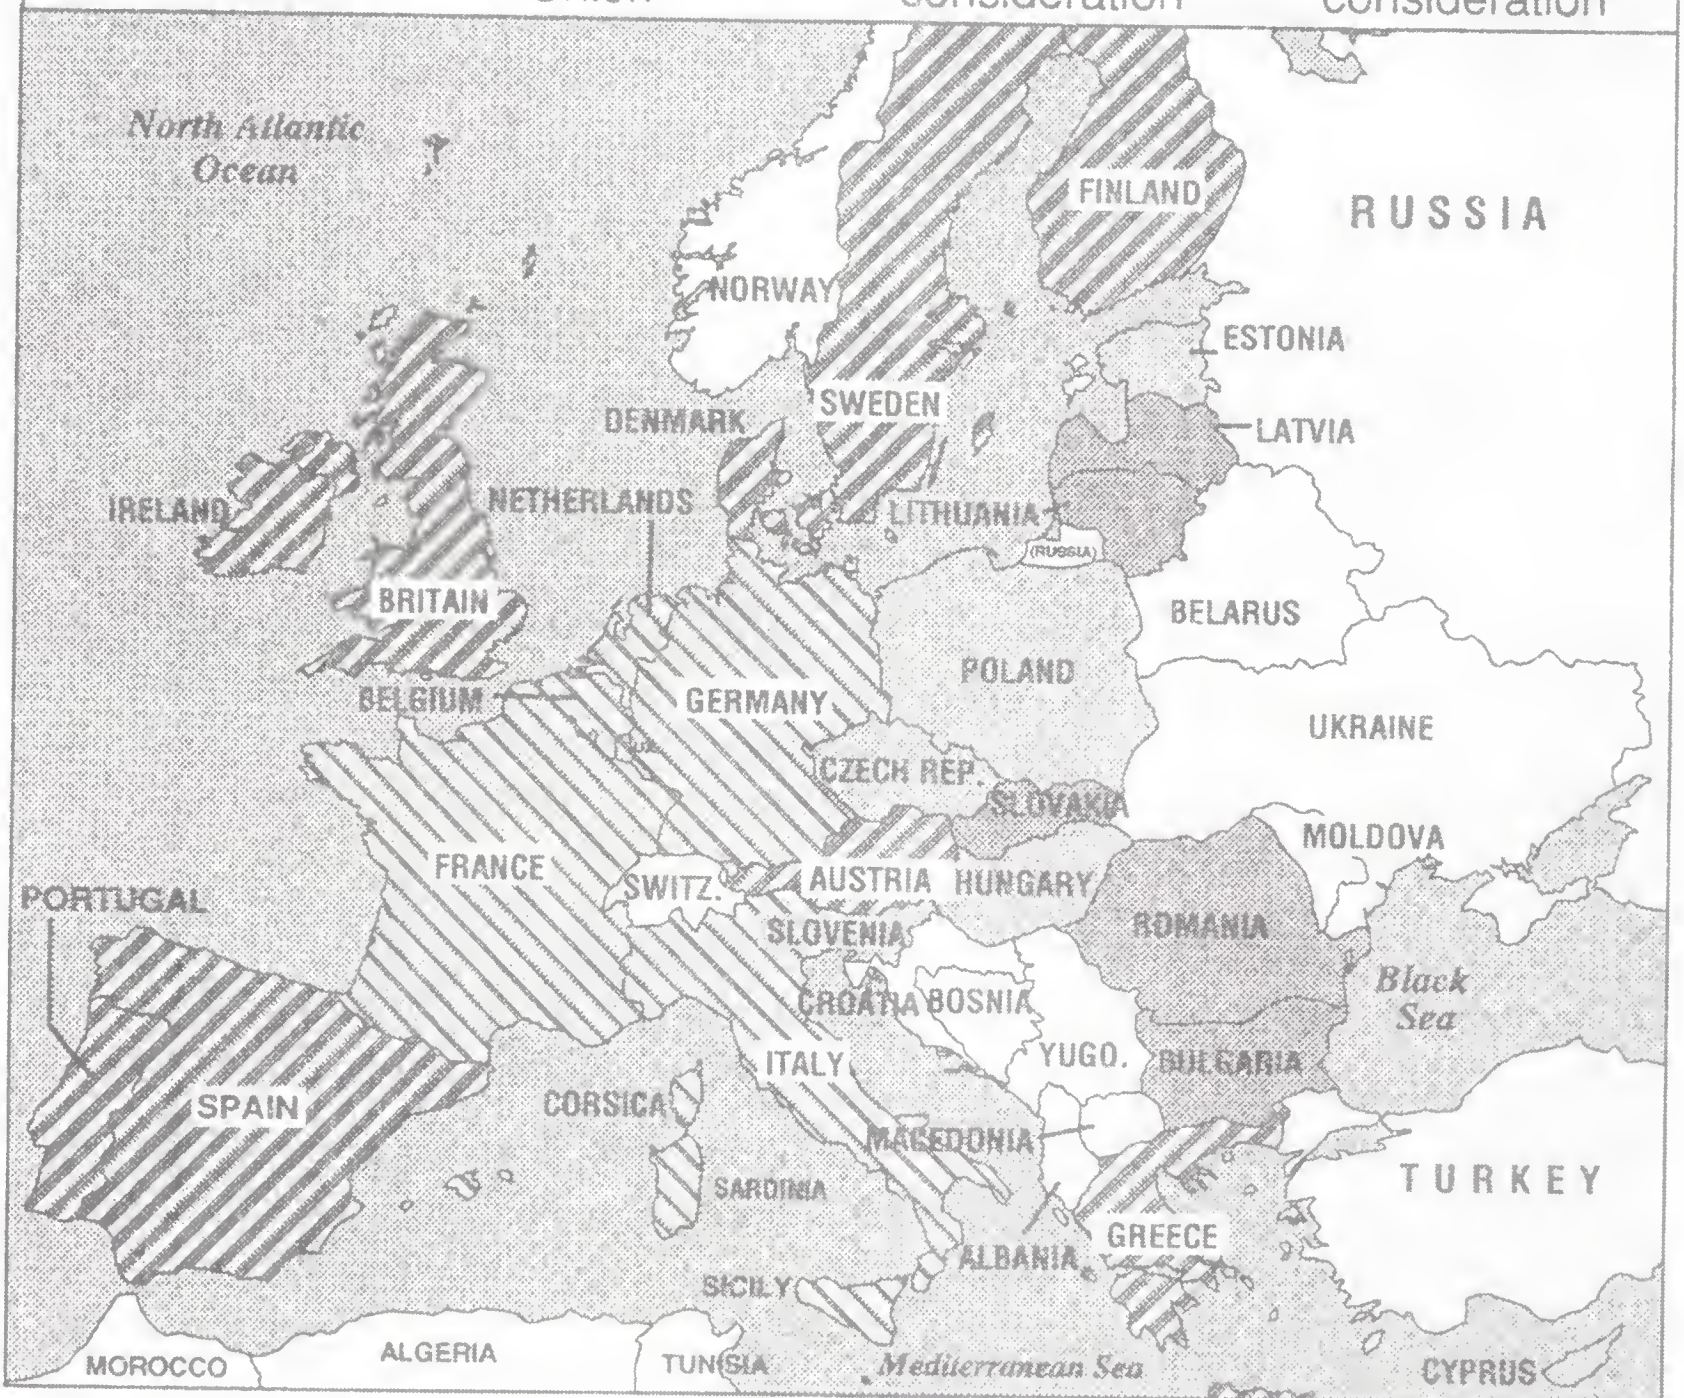 consideration
consideration
North Atlantic
Ocean
FINLAND
RUSSIA
NORWAY
ESTONIA
SWEDEN
DENMARK
LATVIA
NETHERLANDS
IRELAND
LITHUANIA
(RUSSIA)
BRITAIN
BELARUS
POLAND
BELGIUM
GERMANY
UKRAINE
CZECH REP.
SLOVAKIA
MOLDOVA
FRANCE
SWITZ.
AUSTRIA
HUNGARY
PORTUGAL
ROMANIA
SLOVENIA
Black
Sea
CROATIA
BOSNIA
YUGO.
BULGARIA
ITALY
SPAIN
CORSICA
MACEDONIA
TURKEY
SARDINIA
GREECE
ALBANIA
SICILY
ALGERIA
MOROCCO
TUNISIA
Mediterranean Sea
CYPRUS